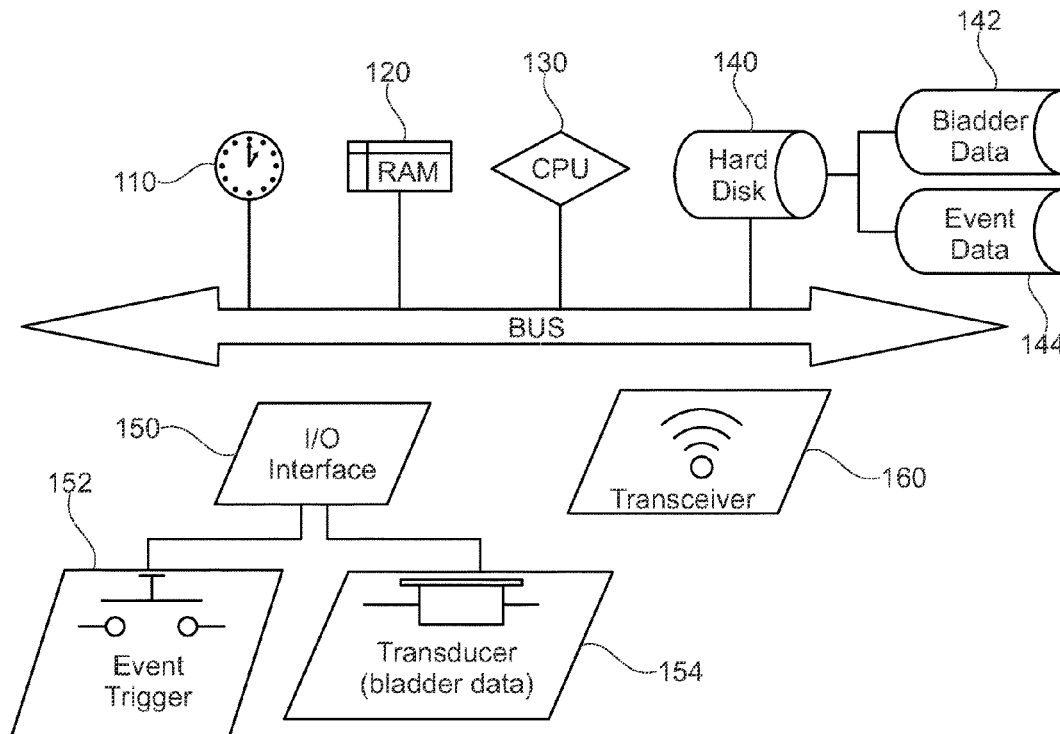 142
120
130
140
110
RAM
CPU
Hard
Disk
Bladder
Data
Event
Data
BUS
144
150
I/O
Interface
Transceiver
160
152
Event
Trigger
Transducer
(bladder data)
154